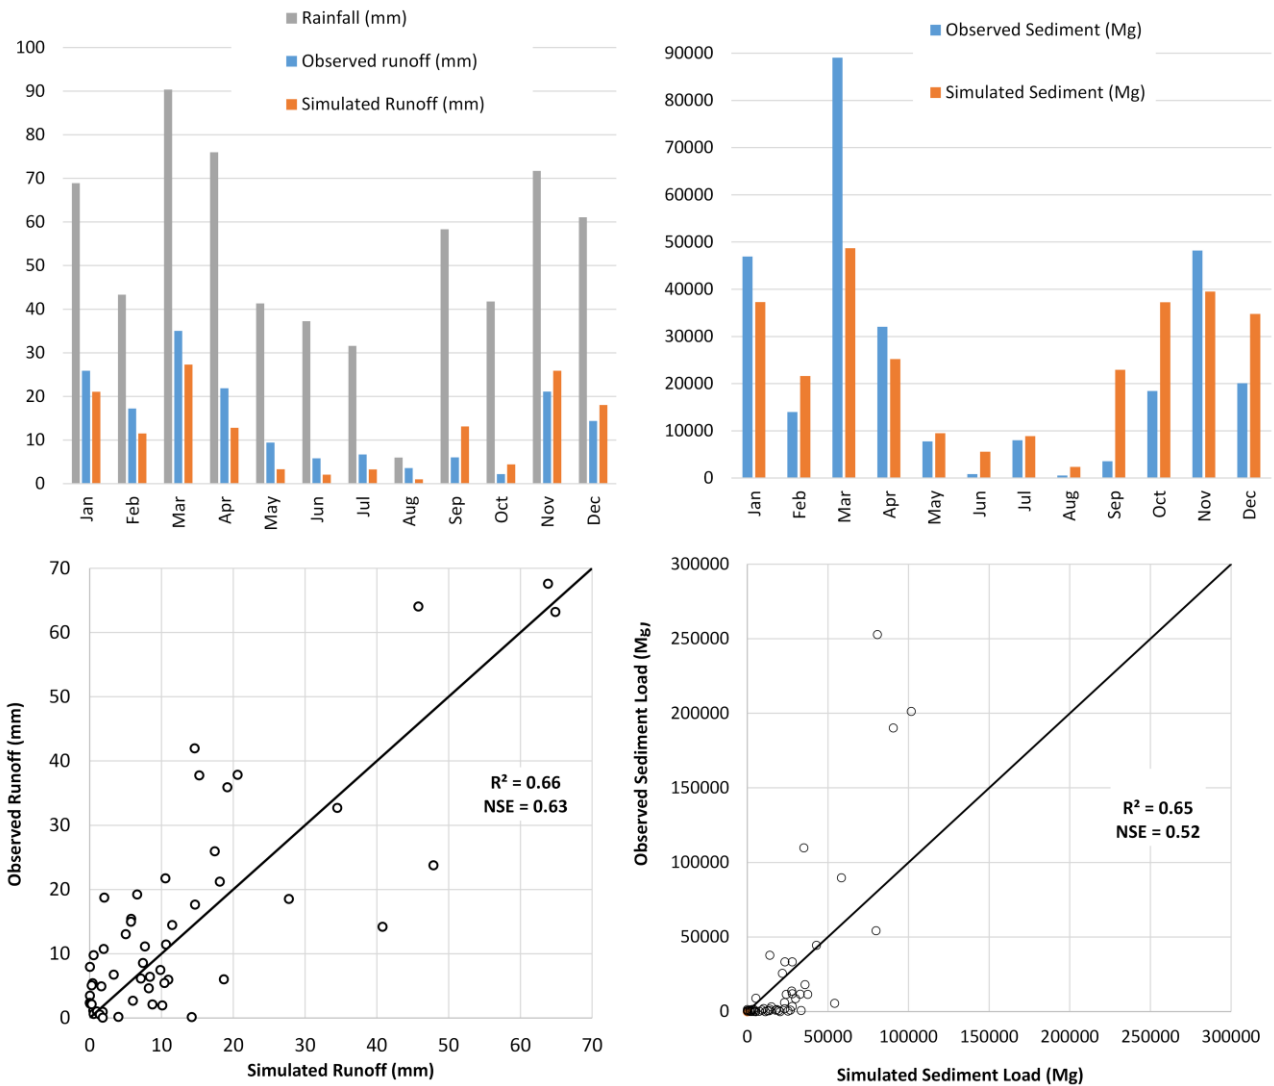 Rainfall (mm)
Observed runoff (mm)
Simulated Runoff (mm)
100
90
80
70
60
50
40
30
20
10
0
Jan
Feb
Mar
Apr
May
Jun
Jul
Aug
Sep
Oct
Nov
Dec
Observed Sediment (Mg)
Simulated Sediment (Mg)
90000
80000
70000
60000
50000
40000
30000
20000
10000
0
Jan
Feb
Mar
Apr
May
Jun
Jul
Aug
Sep
Oct
Nov
Dec
Observed Runoff (mm)
70
60
50
40
30
20
10
0
R² = 0.66
NSE = 0.63
0 10 20 30 40 50 60 70
Simulated Runoff (mm)
Observed Sediment Load (Mg)
300000
250000
200000
150000
100000
50000
0
R² = 0.65
NSE = 0.52
0 50000 100000 150000 200000 250000 300000
Simulated Sediment Load (Mg)